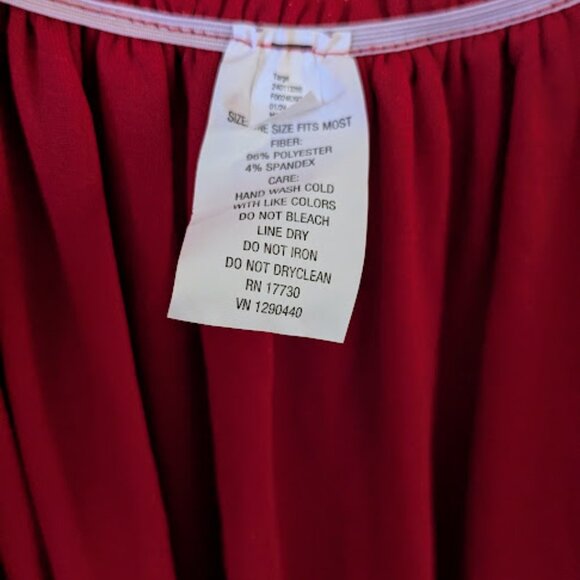 Target
SIZE: ONE SIZE FITS MOST
FIBER:
96% POLYESTER
4% SPANDEX
CARE:
HAND WASH COLD
WITH LIKE COLORS
DO NOT BLEACH
LINE DRY
DO NOT IRON
DO NOT DRYCLEAN
RN 17730
VN 1290440